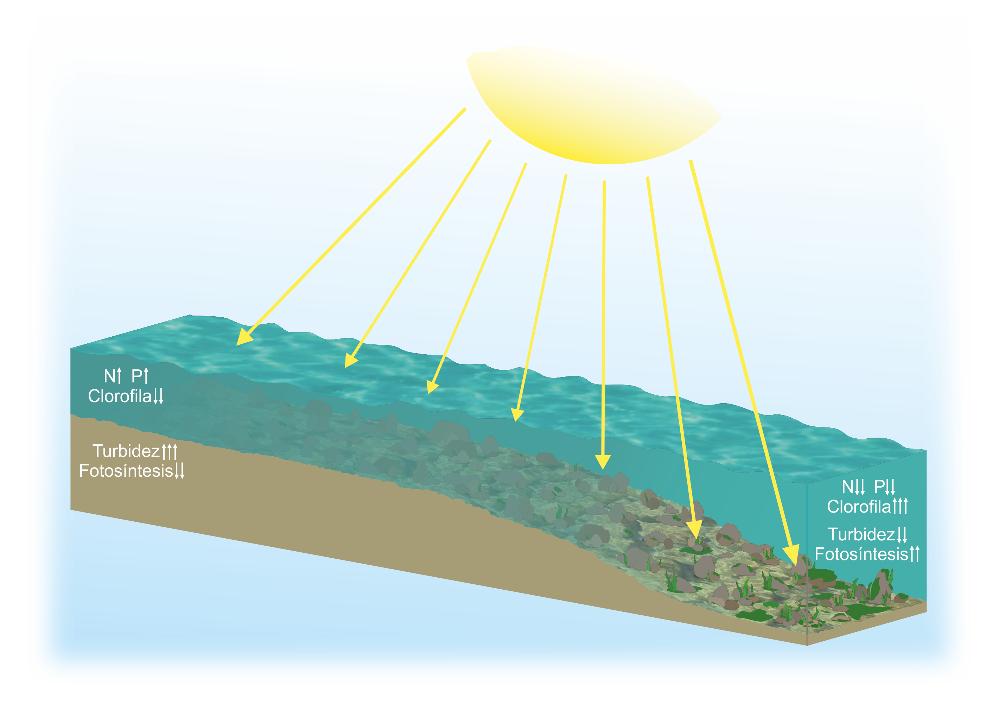 N↑ P↑
Clorofila↓↓
Turbidez↑↑↑
Fotosíntesis↓↓
N↓↓ P↓↓
Clorofila↑↑↑
Turbidez↓↓
Fotosíntesis↑↑